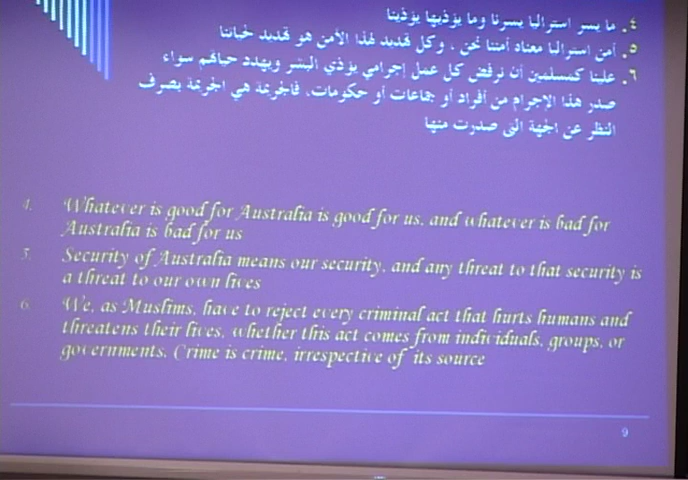 ٤. ما يسر استراليا يسرنا وما يؤذيها يؤذينا
٥. أمن استراليا معناه أمننا نحن ، وكل تهديد لهذا الأمن هو تهديد لحياتنا
٦. علينا كمسلمين أن نرفض كل عمل إجرامي يؤذي البشر ويهدد حياتهم سواء
صدر هذا الإجرام من أفراد أو جماعات أو حكومات. فالجريمة هي الجريمة بصرف
النظر عن الجهة التي صدرت منها
4. Whatever is good for Australia is good for us, and whatever is bad for
Australia is bad for us
5. Security of Australia means our security, and any threat to that security is
a threat to our own lives
6. We, as Muslims, have to reject every criminal act that hurts humans and
threatens their lives, whether this act comes from individuals, groups, or
governments. Crime is crime, irrespective of its source
9